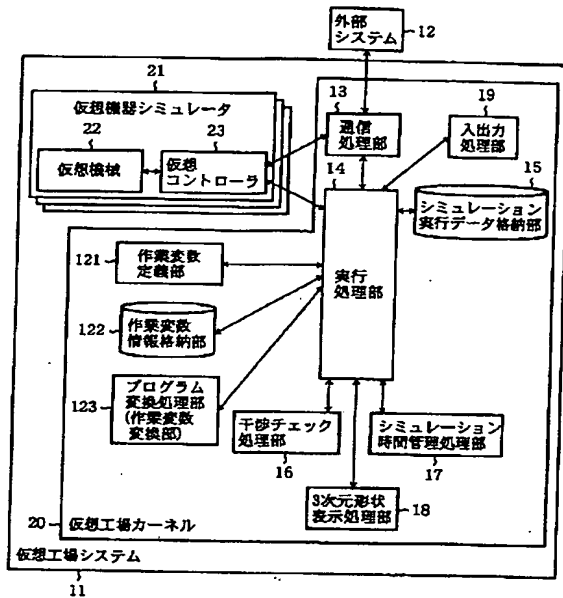 外部
システム
12
21
仮想機器シミュレータ
22
23
仮想機械
仮想
コントローラ
13
通信
処理部
19
入出力
処理部
14
15
シミュレーション
実行データ格納部
実行
処理部
121
作業変数
定義部
122
作業変数
情報格納部
123
プログラム
変換処理部
(作業変数
変換部)
干渉チェック
処理部
16
シミュレーション
時間管理処理部
17
3次元形状
表示処理部
18
20
仮想工場カーネル
仮想工場システム
11